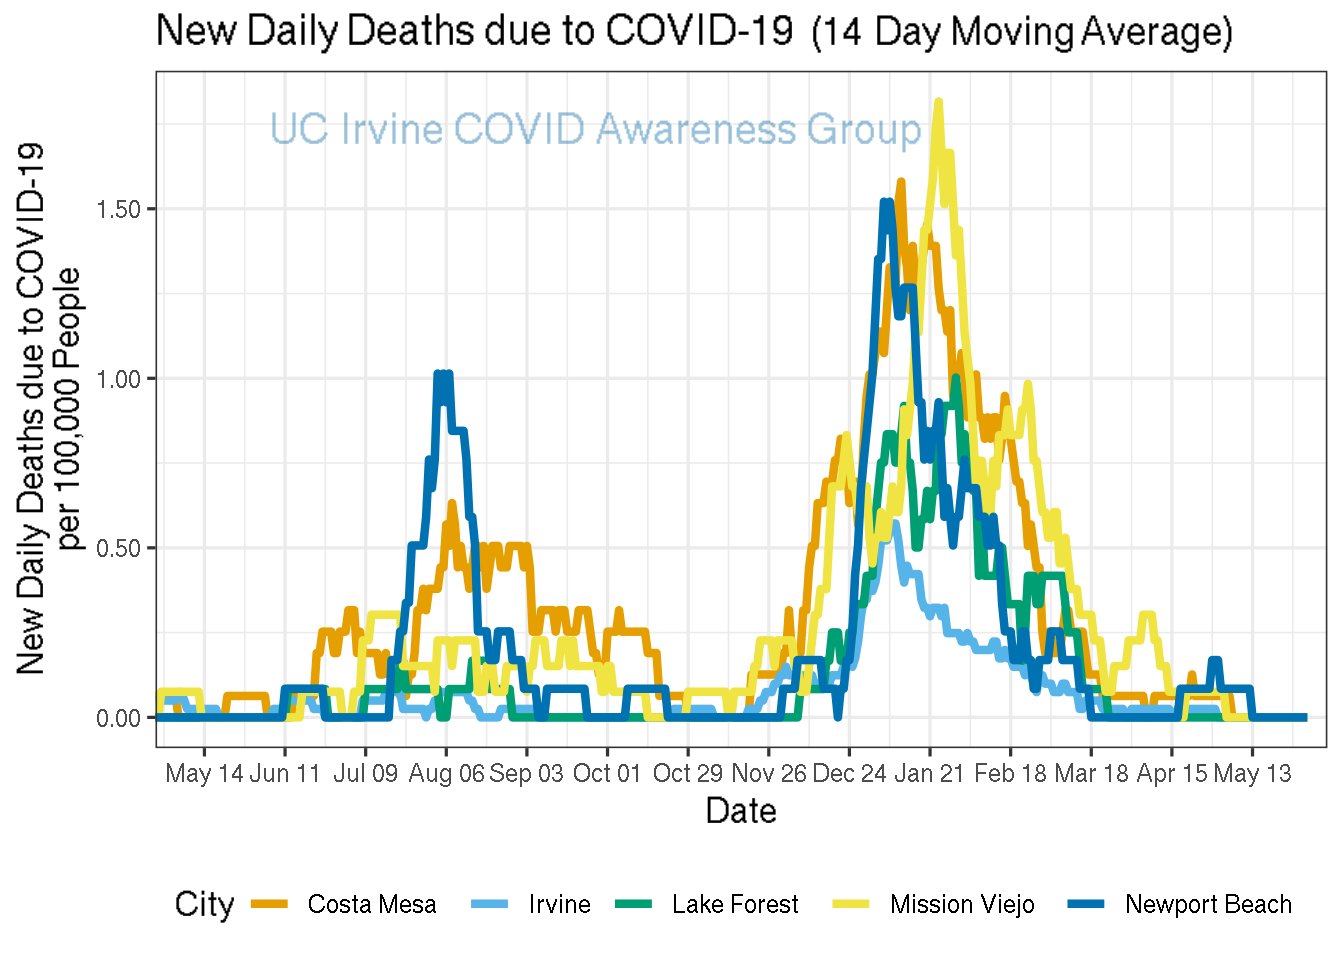 New Daily Deaths due to COVID-19 (14 Day Moving Average)
UC Irvine COVID Awareness Group
New Daily Deaths due to COVID-19
per 100,000 People
1.50
1.00
0.50
0.00
May 14 Jun 11 Jul 09 Aug 06 Sep 03 Oct 01 Oct 29 Nov 26 Dec 24 Jan 21 Feb 18 Mar 18 Apr 15 May 13
Date
City Costa Mesa Irvine Lake Forest Mission Viejo Newport Beach